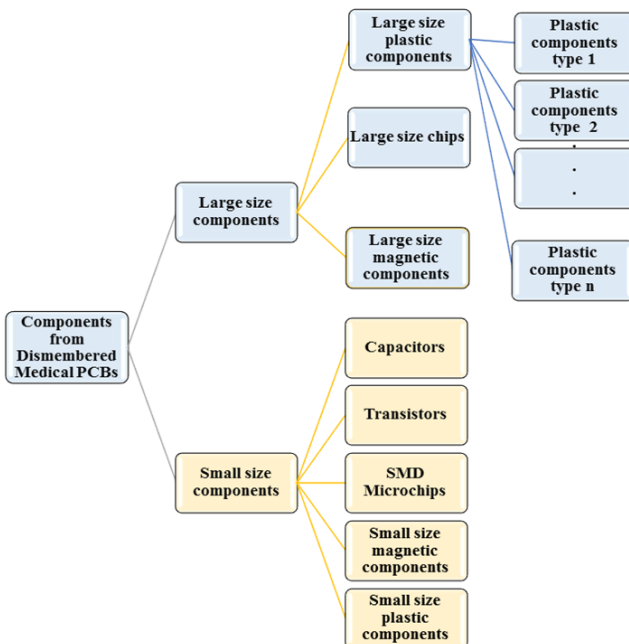 Components
from
Dismembered
Medical PCBs
Large size
components
Large size
plastic
components
Plastic
components
type 1
Plastic
components
type 2
.
.
.
Plastic
components
type n
Large size chips
Large size
magnetic
components
Small size
components
Capacitors
Transistors
SMD
Microchips
Small size
magnetic
components
Small size
plastic
components